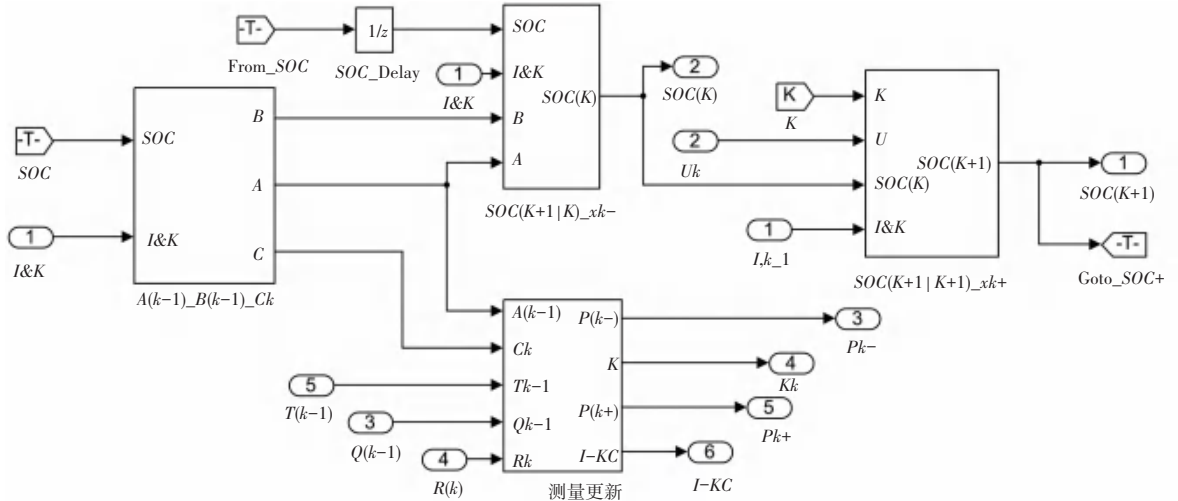 -T-
From_SOC
1/z
SOC_Delay
1
I&K
SOC
I&K
B
A
SOC(K)
SOC(K+1|K)_xk-
2
SOC(K)
-T-
SOC
1
I&K
SOC
I&K
B
A
C
A(k-1)_B(k-1)_Ck
K
K
2
Uk
1
I,k_1
K
U
SOC(K)
I&K
SOC(K+1)
SOC(K+1|K+1)_xk+
1
SOC(K+1)
-T-
Goto_SOC+
5
T(k-1)
3
Q(k-1)
4
R(k)
A(k-1)
Ck
Tk-1
Qk-1
Rk
P(k-)
K
P(k+)
I-KC
测量更新
3
Pk-
4
Kk
5
Pk+
6
I-KC